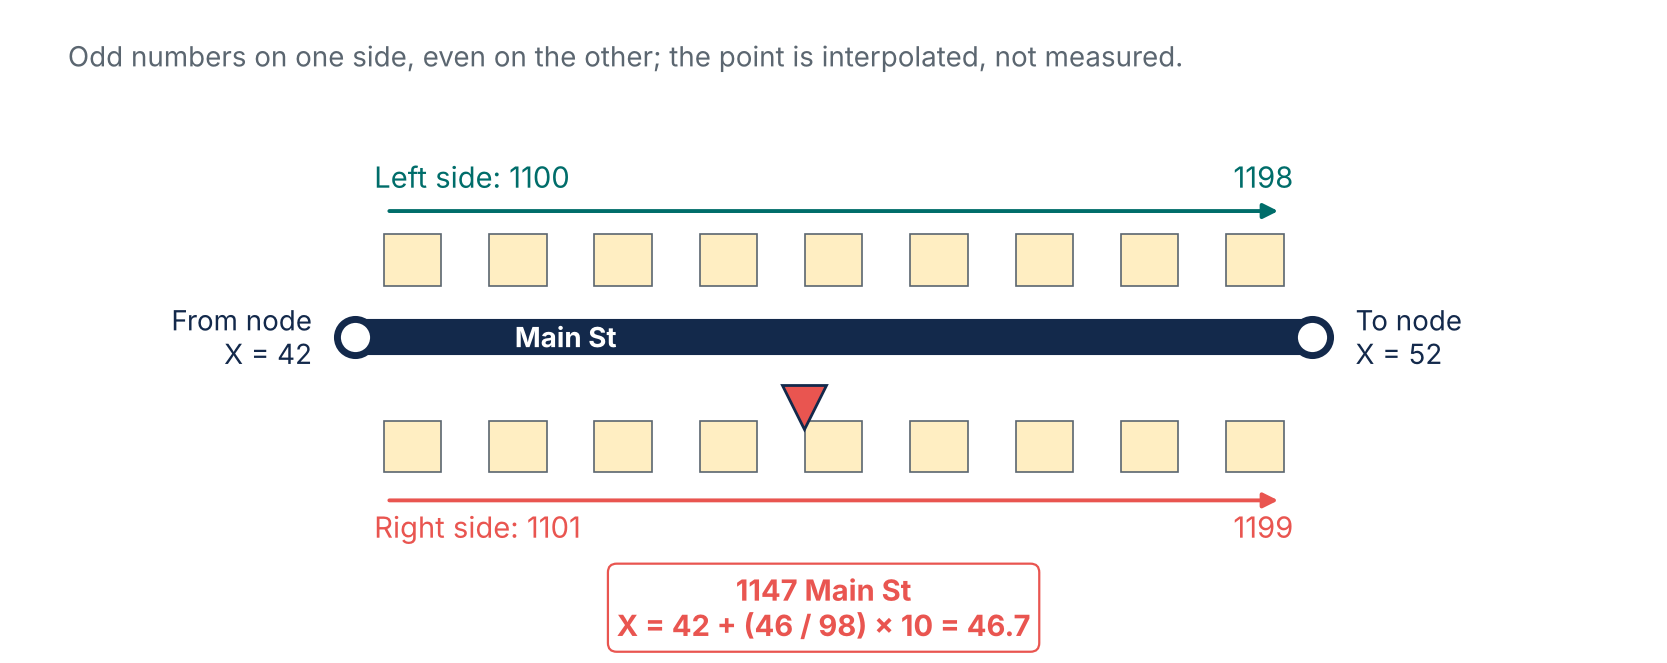 Odd numbers on one side, even on the other; the point is interpolated, not measured.
Left side: 1100
1198
From node
X = 42
Main St
To node
X = 52
Right side: 1101
1199
1147 Main St
X = 42 + (46 / 98) × 10 = 46.7